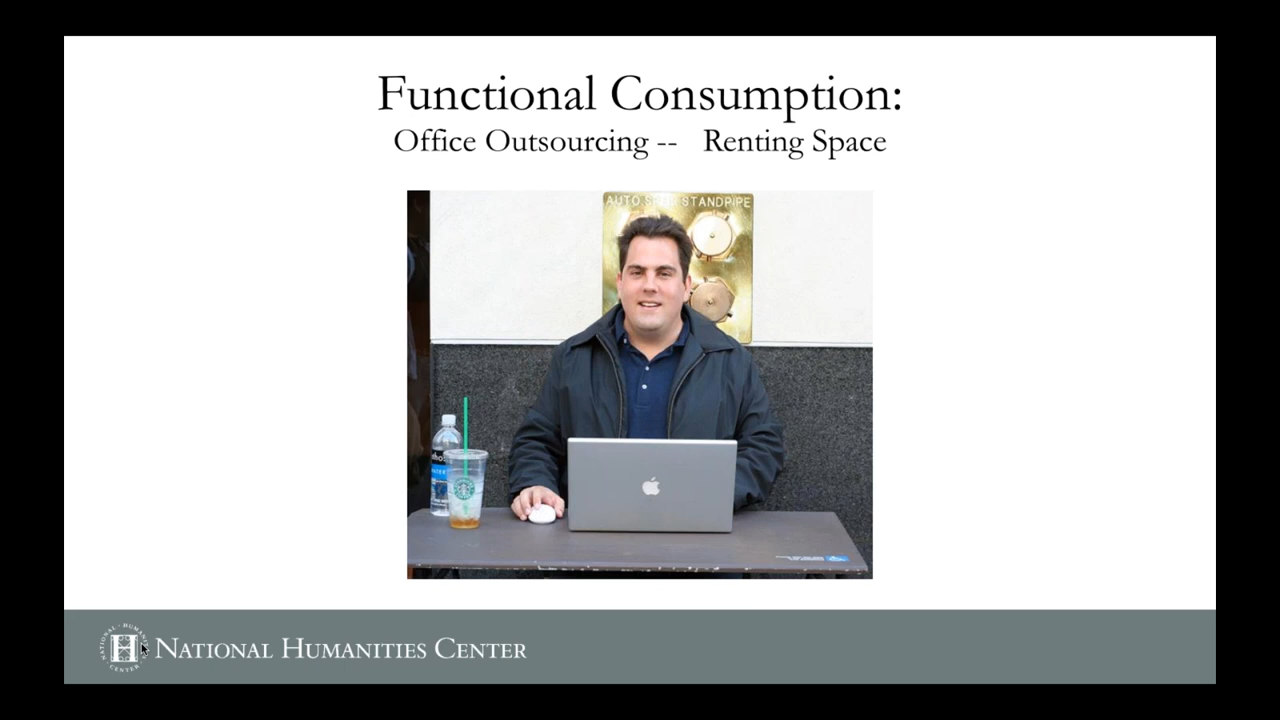 Functional Consumption:
Office Outsourcing -- Renting Space
STANDPIPE
NATIONAL HUMANITIES CENTER